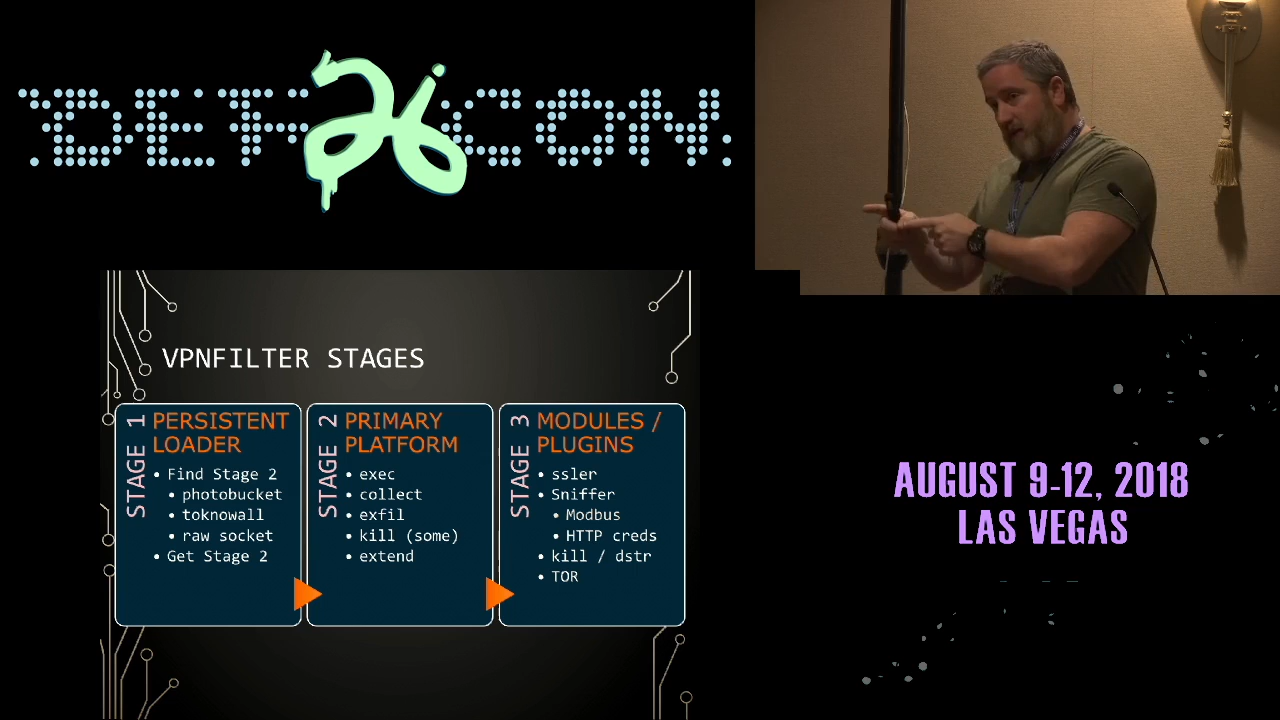 DEF 26 CON
VPNFILTER STAGES
STAGE 1
PERSISTENT
LOADER
• Find Stage 2
• photobucket
• toknowall
• raw socket
• Get Stage 2
STAGE 2
PRIMARY
PLATFORM
• exec
• collect
• exfil
• kill (some)
• extend
STAGE 3
MODULES /
PLUGINS
• ssler
• Sniffer
• Modbus
• HTTP creds
• kill / dstr
• TOR
AUGUST 9-12, 2018
LAS VEGAS